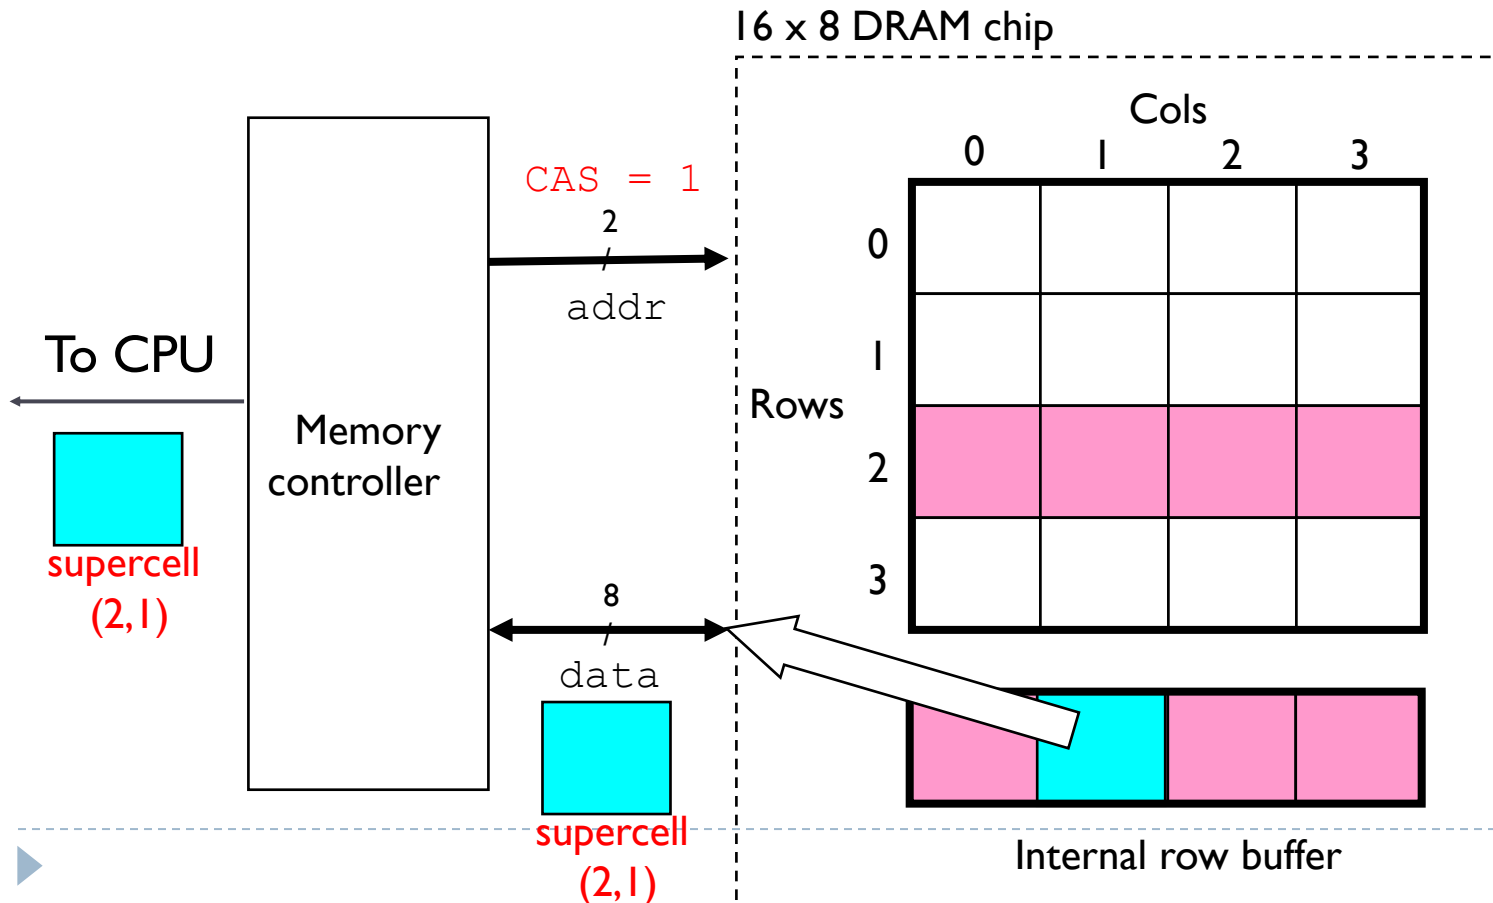 16 x 8 DRAM chip
Cols
0 1 2 3
CAS = 1
2
addr
0
To CPU
1
Rows
Memory
controller
2
supercell
(2,1)
3
8
data
supercell
(2,1)
Internal row buffer